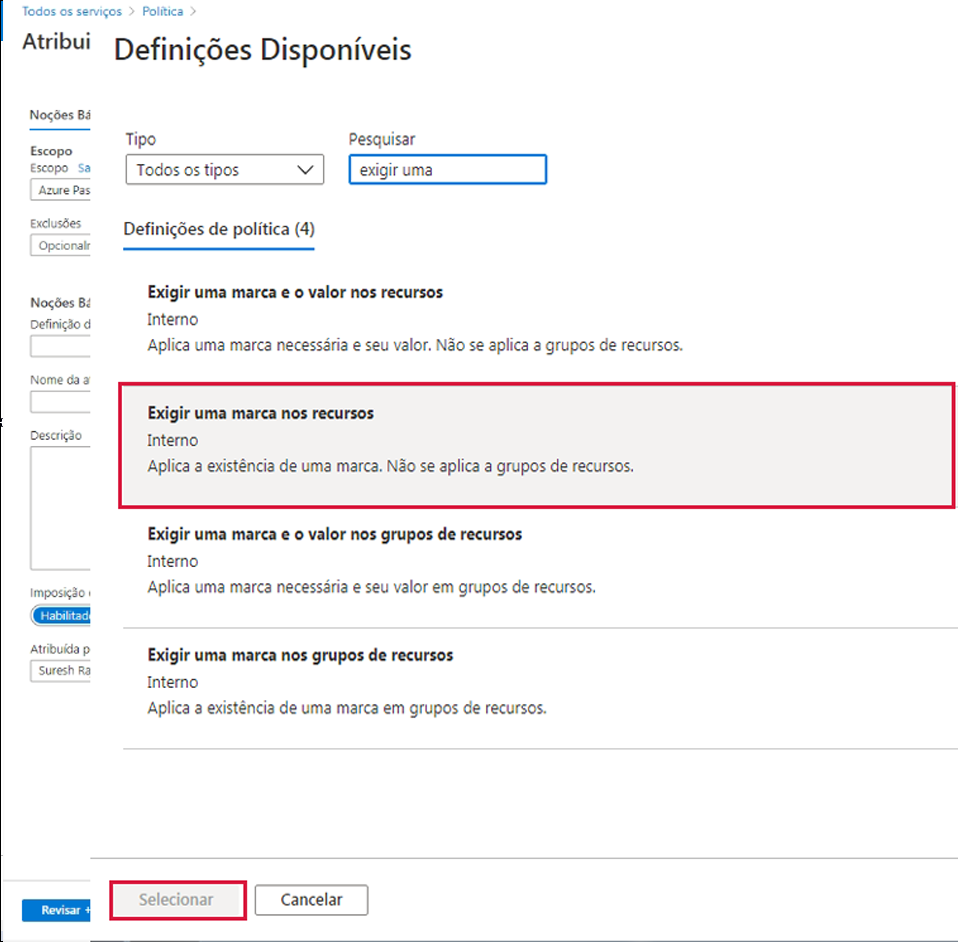 Todos os serviços > Política >
Atribui
Definições Disponíveis
Noções Bá
Escopo
Escopo Sa
Azure Pas
Exclusões
Opcionalr
Noções Bá
Definição d
Nome da at
Descrição
Imposição
Habilitado
Atribuída p
Suresh Ra
Revisar +
Tipo
Pesquisar
Todos os tipos
exigir uma
Definições de política (4)
Exigir uma marca e o valor nos recursos
Interno
Aplica uma marca necessária e seu valor. Não se aplica a grupos de recursos.
Exigir uma marca nos recursos
Interno
Aplica a existência de uma marca. Não se aplica a grupos de recursos.
Exigir uma marca e o valor nos grupos de recursos
Interno
Aplica uma marca necessária e seu valor em grupos de recursos.
Exigir uma marca nos grupos de recursos
Interno
Aplica a existência de uma marca em grupos de recursos.
Selecionar
Cancelar